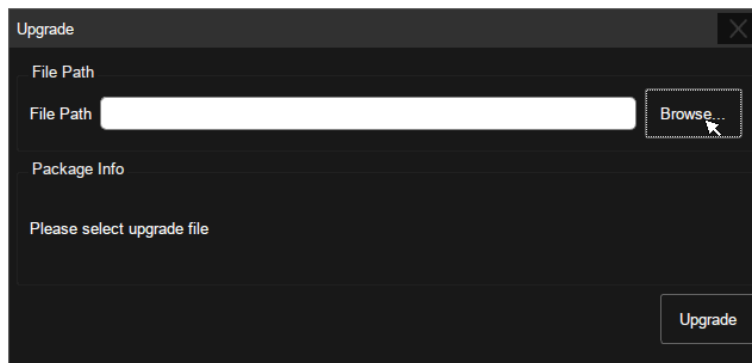 Upgrade
File Path
File Path Browse...
Package Info
Please select upgrade file
Upgrade